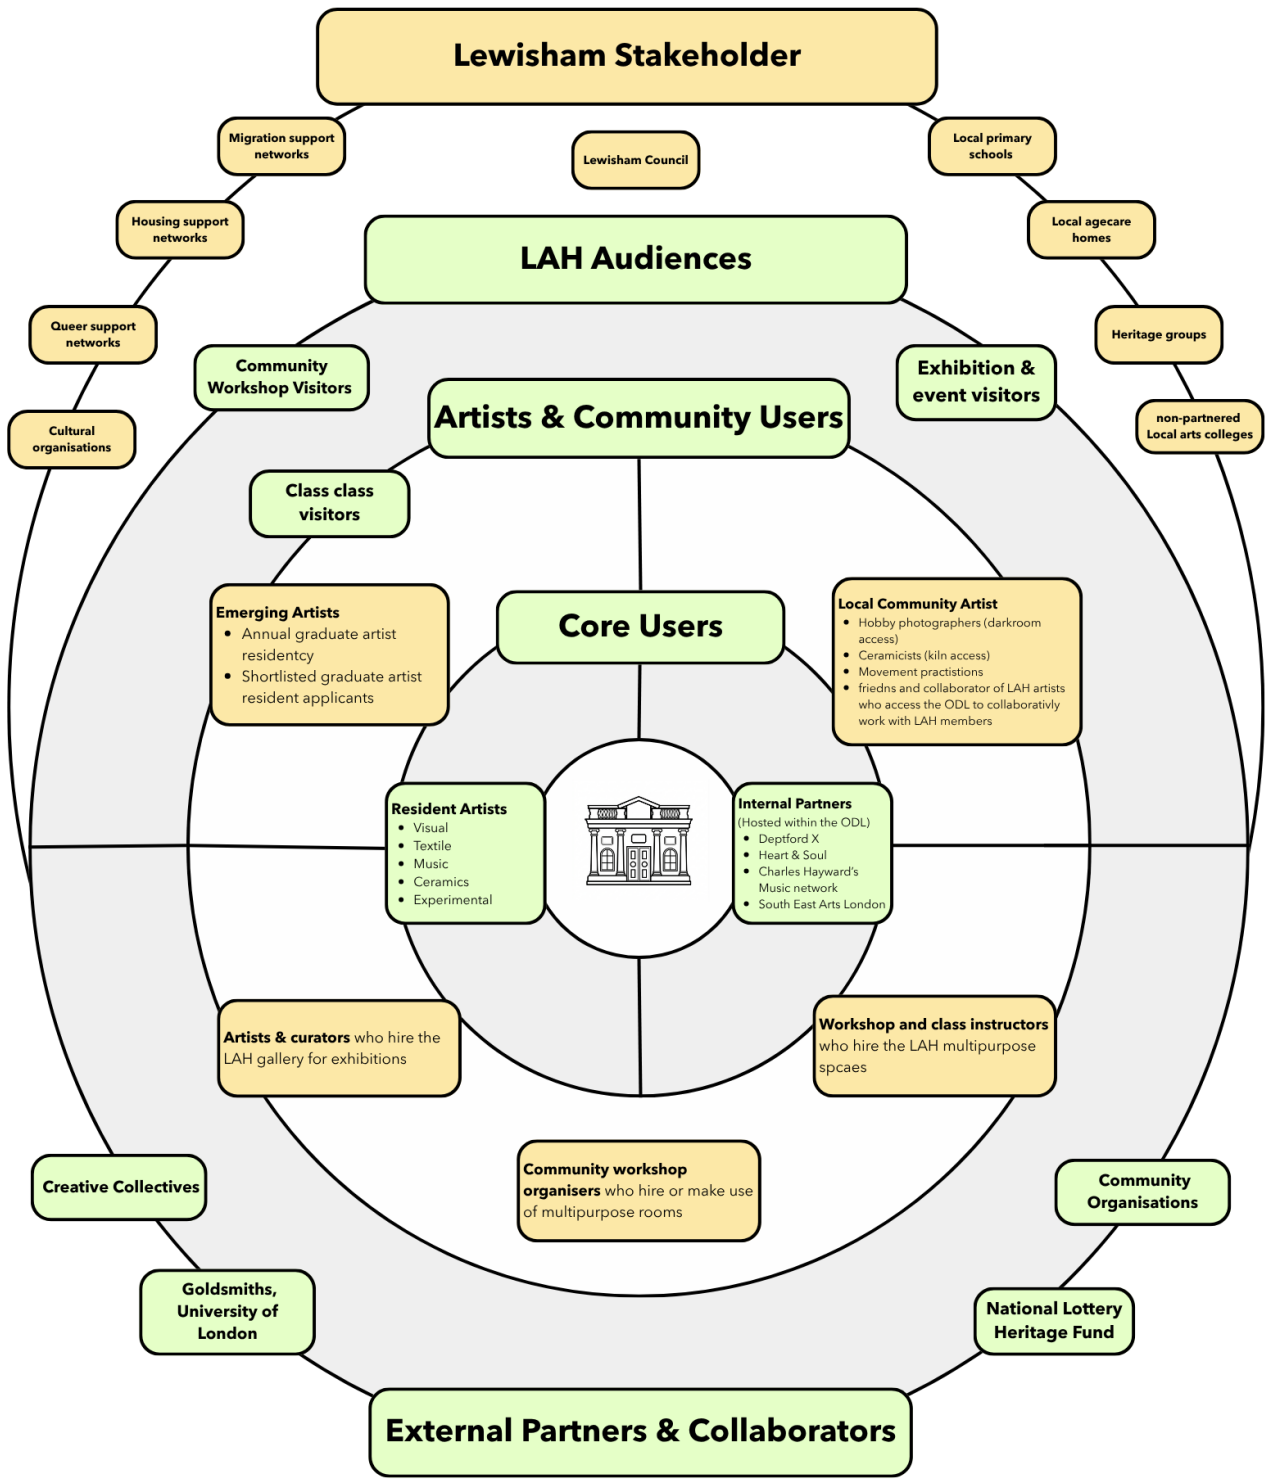 Lewisham Stakeholder
Migration support
networks
Lewisham Council
Local primary
schools
Housing support
networks
Local agecare
homes
LAH Audiences
Queer support
networks
Heritage groups
Community
Workshop Visitors
Exhibition &
event visitors
Cultural
organisations
non-partnered
Local arts colleges
Artists & Community Users
Class class
visitors
Emerging Artists
• Annual graduate artist
residentcy
• Shortlisted graduate artist
resident applicants
Core Users
Local Community Artist
• Hobby photographers (darkroom
access)
• Ceramicists (kiln access)
• Movement practistions
• friedns and collaborator of LAH artists
who access the ODL to collaborativly
work with LAH members
Resident Artists
• Visual
• Textile
• Music
• Ceramics
• Experimental
Internal Partners
(Hosted within the ODL)
• Deptford X
• Heart & Soul
• Charles Hayward's
Music network
• South East Arts London
Artists & curators who hire the
LAH gallery for exhibitions
Workshop and class instructors
who hire the LAH multipurpose
spcaes
Community workshop
organisers who hire or make use
of multipurpose rooms
Creative Collectives
Community
Organisations
Goldsmiths,
University of
London
National Lottery
Heritage Fund
External Partners & Collaborators